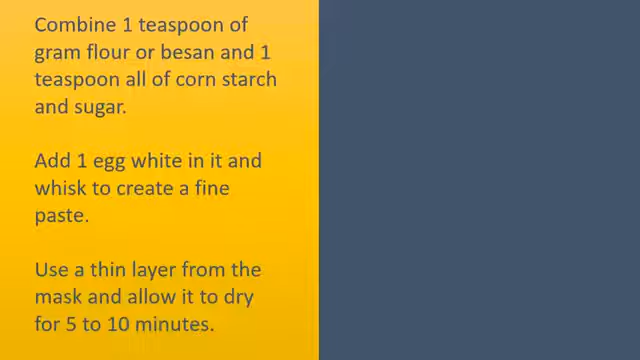 Combine 1 teaspoon of
gram flour or besan and 1
teaspoon all of corn starch
and sugar.
Add 1 egg white in it and
whisk to create a fine
paste.
Use a thin layer from the
mask and allow it to dry
for 5 to 10 minutes.